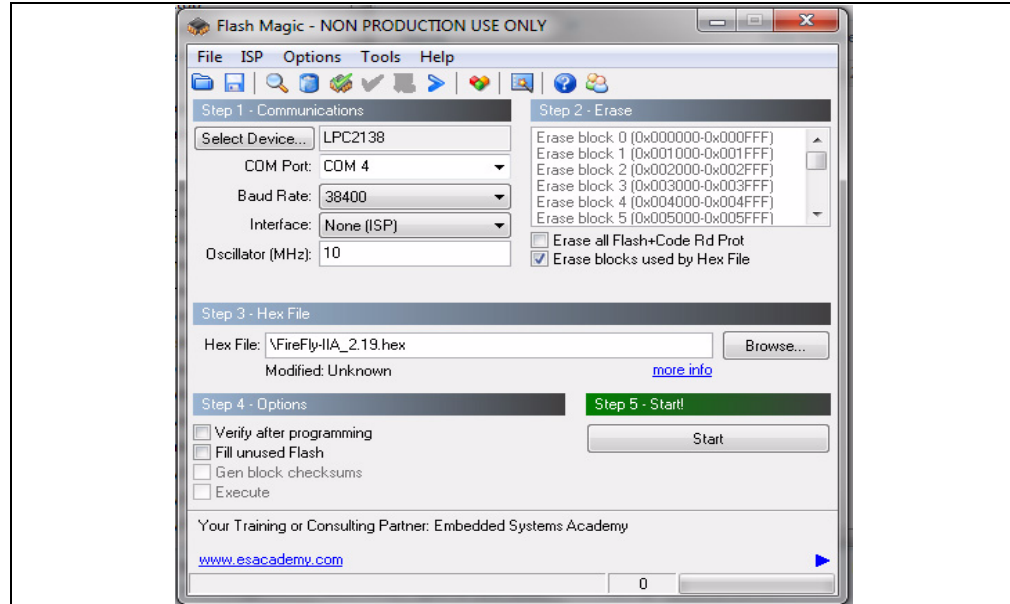 Flash Magic - NON PRODUCTION USE ONLY
File ISP Options Tools Help
Step 1 - Communications
Select Device... LPC2138
COM Port: COM 4
Baud Rate: 38400
Interface: None (ISP)
Oscillator (MHz): 10
Step 2 - Erase
Erase block 0 (0x000000-0x000FFF)
Erase block 1 (0x001000-0x001FFF)
Erase block 2 (0x002000-0x002FFF)
Erase block 3 (0x003000-0x003FFF)
Erase block 4 (0x004000-0x004FFF)
Erase block 5 (0x005000-0x005FFF)
Erase all Flash+Code Rd Prot
Erase blocks used by Hex File
Step 3 - Hex File
Hex File: \FireFly-IIA_2.19.hex Browse...
Modified: Unknown more info
Step 4 - Options
Verify after programming
Fill unused Flash
Gen block checksums
Execute
Step 5 - Start!
Start
Your Training or Consulting Partner: Embedded Systems Academy
www.esacademy.com
0